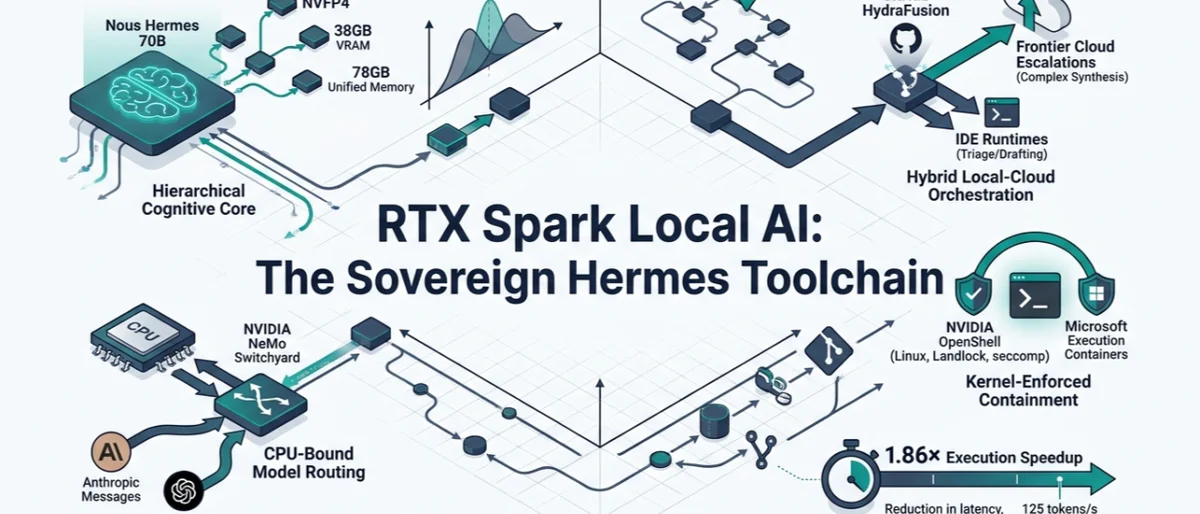 NVFP4
Nous Hermes
70B
38GB
VRAM
78GB
Unified Memory
Hierarchical
Cognitive Core
HydraFusion
Frontier Cloud
Escalations
(Complex Synthesis)
IDE Runtimes
(Triage/Drafting)
Hybrid Local-Cloud
Orchestration
RTX Spark Local AI:
The Sovereign Hermes Toolchain
CPU
NVIDIA
NeMo
Switchyard
CPU-Bound
Model Routing
Anthropic
Messages
NVIDIA
OpenShell
(Linux, Landlock, seccomp)
Microsoft
Execution
Containers
Kernel-Enforced
Containment
1.86× Execution Speedup
Reduction in latency,
125 tokens/s